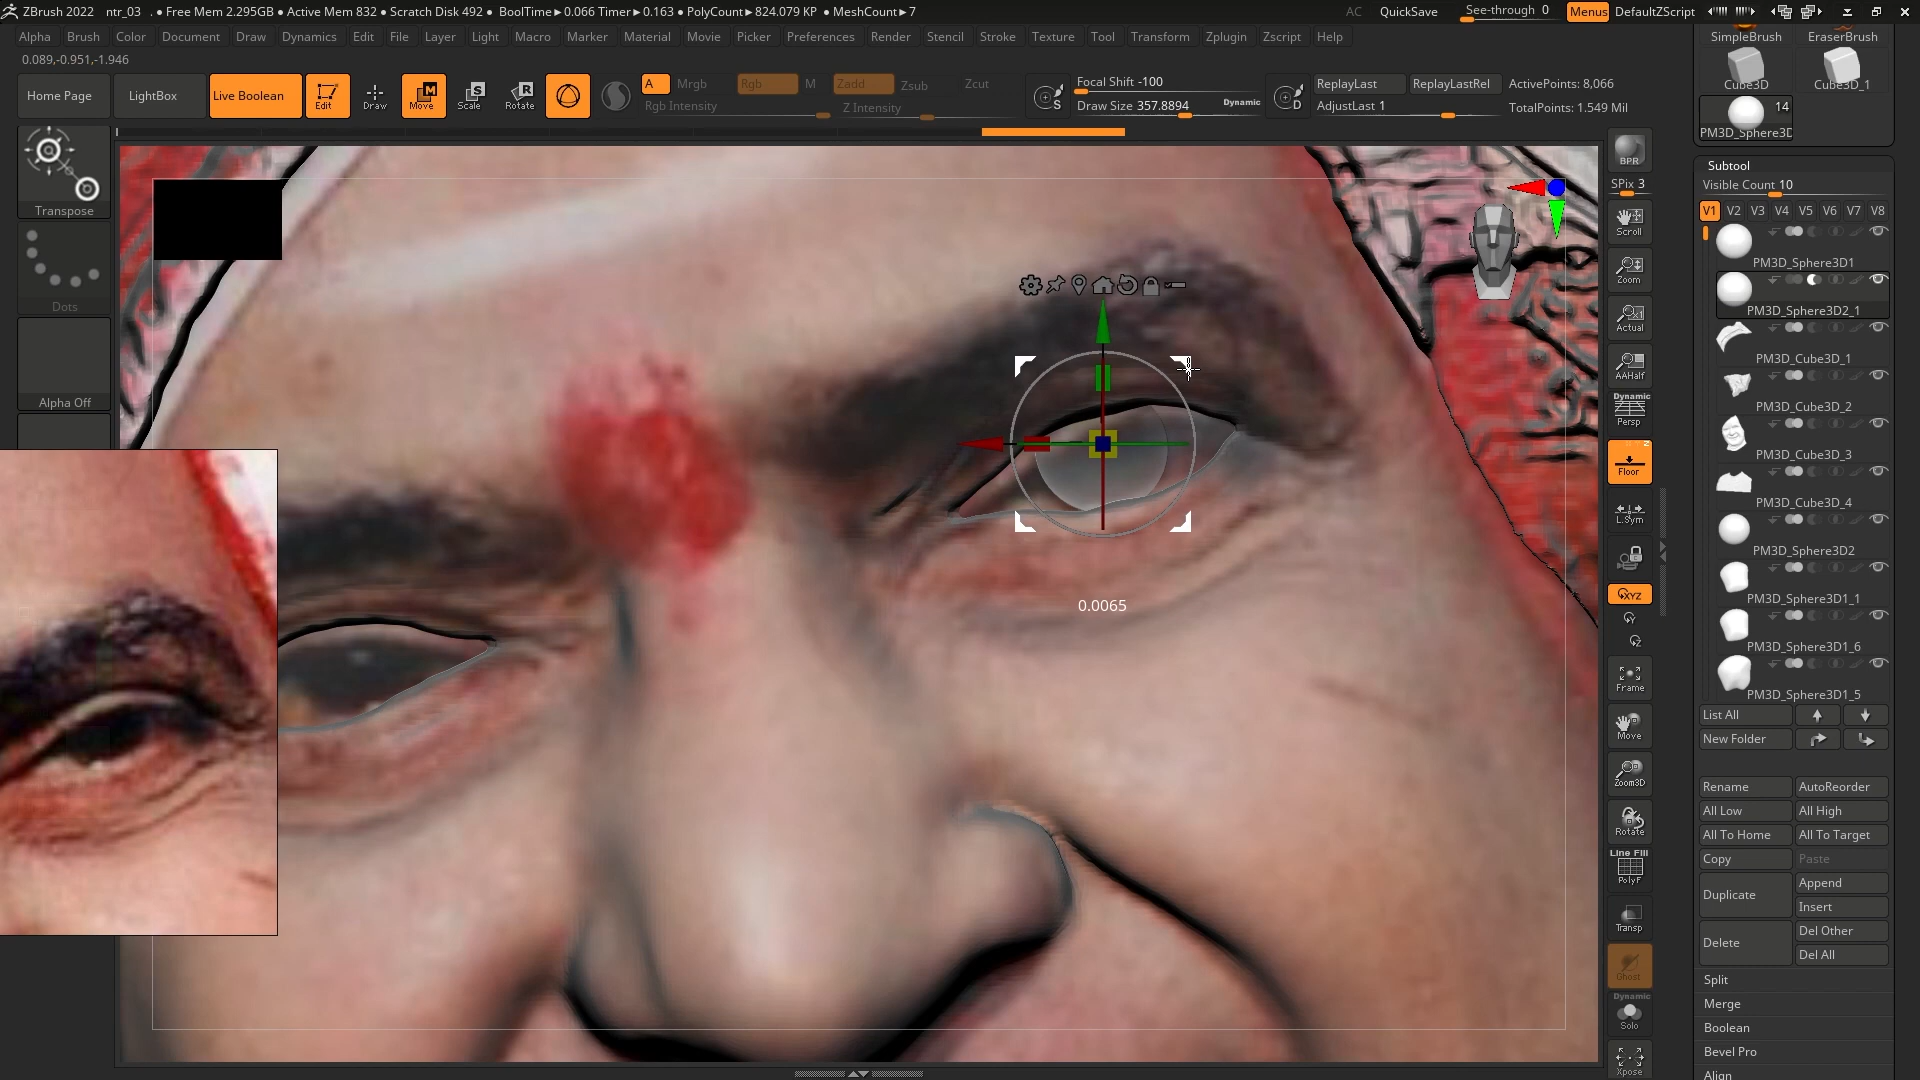 ZBrush 2022 ntr_03 . • Free Mem 2.295GB • Active Mem 832 • Scratch Disk 492 • BoolTime▸0.066 Timer▸0.163 • PolyCount▸824.079 KP • MeshCount▸7 AC QuickSave See-through 0 Menus DefaultZScript
Alpha Brush Color Document Draw Dynamics Edit File Layer Light Macro Marker Material Movie Picker Preferences Render Stencil Stroke Texture Tool Transform Zplugin Zscript Help
0.089,-0.951,-1.946
Home Page LightBox Live Boolean Edit Draw Move Scale Rotate
A Mrgb Rgb M Zadd Zsub Zcut
Rgb Intensity Z Intensity
S Focal Shift -100
Draw Size 357.8894 Dynamic
D ReplayLast ReplayLastRel ActivePoints: 8,066
AdjustLast 1 TotalPoints: 1.549 Mil
Transpose
Dots
Alpha Off
0.0065
BPR
SPix 3
Scroll
Zoom
Actual
AAHalf
Dynamic
Persp
Floor
L.Sym
XYZ
Frame
Move
Zoom3D
Rotate
Line Fill
PolyF
Transp
Ghost
Dynamic
Solo
Xpose
SimpleBrush EraserBrush
Cube3D Cube3D_1
14
PM3D_Sphere3D
Subtool
Visible Count 10
V1 V2 V3 V4 V5 V6 V7 V8
PM3D_Sphere3D1
PM3D_Sphere3D2_1
PM3D_Cube3D_1
PM3D_Cube3D_2
PM3D_Cube3D_3
PM3D_Cube3D_4
PM3D_Sphere3D2
PM3D_Sphere3D1_1
PM3D_Sphere3D1_6
PM3D_Sphere3D1_5
List All
New Folder
Rename AutoReorder
All Low All High
All To Home All To Target
Copy Paste
Duplicate Append
Insert
Delete Del Other
Del All
Split
Merge
Boolean
Bevel Pro
Align